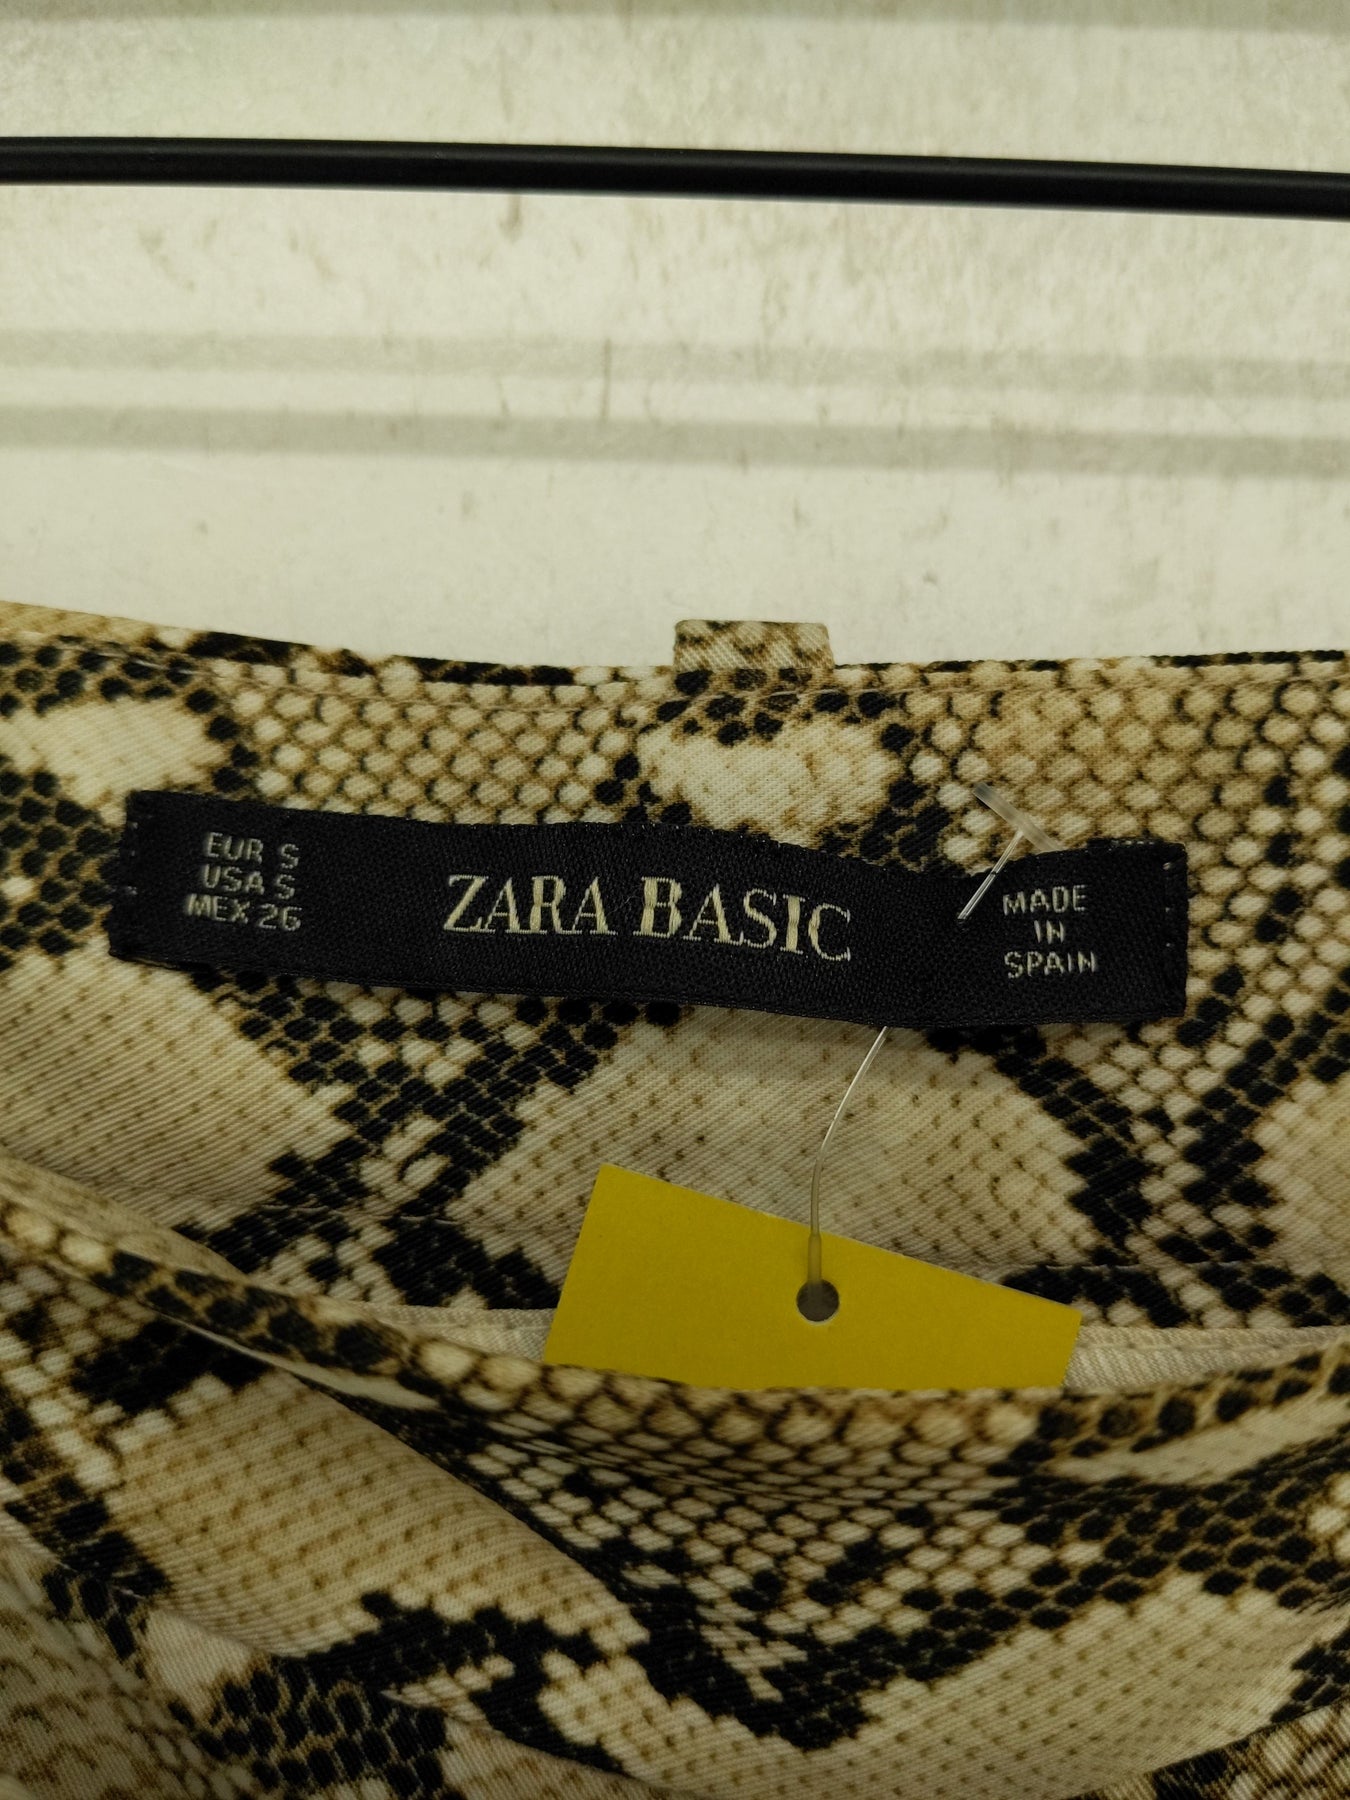 EUR S
USA S
MEX 26
ZARA BASIC
MADE
IN
SPAIN